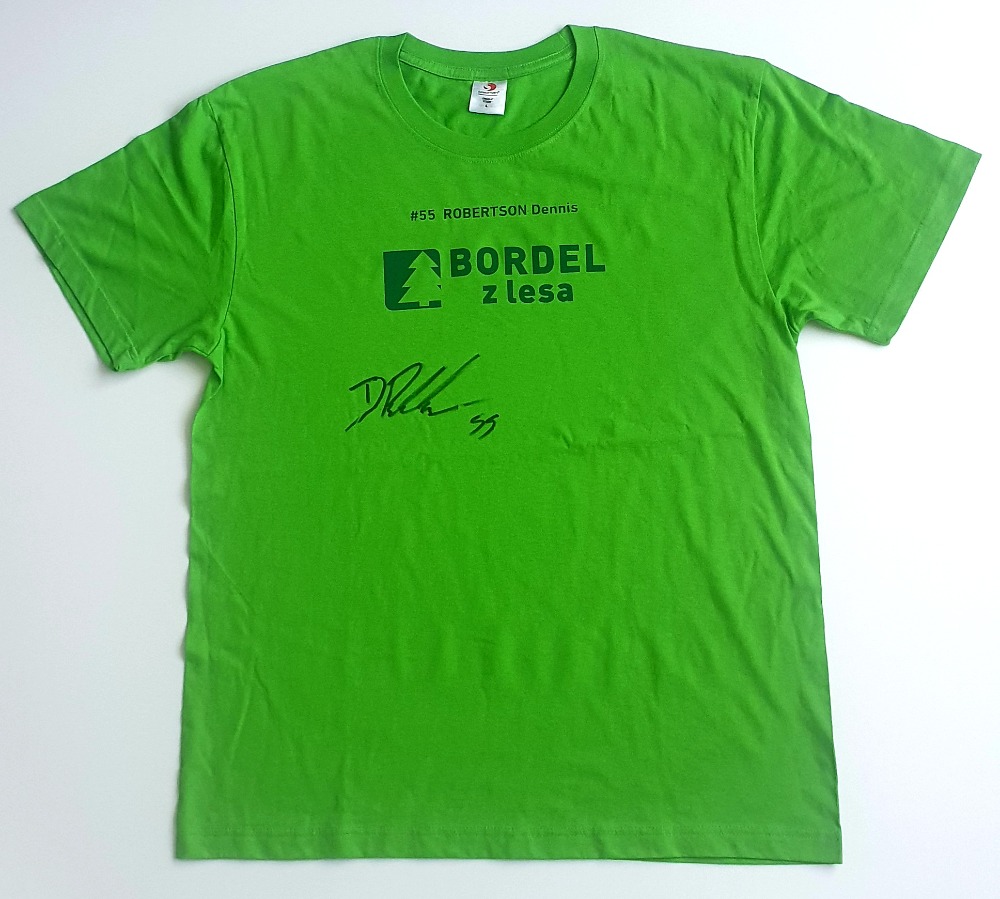 #55 ROBERTSON Dennis
BORDEL
z lesa
55